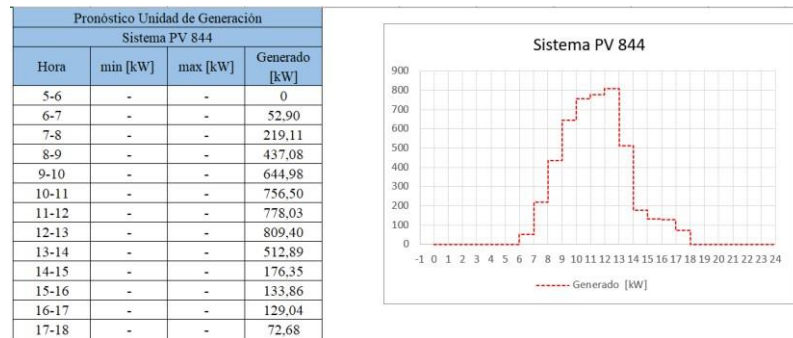 Pronóstico Unidad de Generación
Sistema PV 844
Hora min [kW] max [kW] Generado [kW]
5-6 - - 0
6-7 - - 52,90
7-8 - - 219,11
8-9 - - 437,08
9-10 - - 644,98
10-11 - - 756,50
11-12 - - 778,03
12-13 - - 809,40
13-14 - - 512,89
14-15 - - 176,35
15-16 - - 133,86
16-17 - - 129,04
17-18 - - 72,68
Sistema PV 844
900
800
700
600
500
400
300
200
100
0
-1 0 1 2 3 4 5 6 7 8 9 10 11 12 13 14 15 16 17 18 19 20 21 22 23 24
Generado [kW]